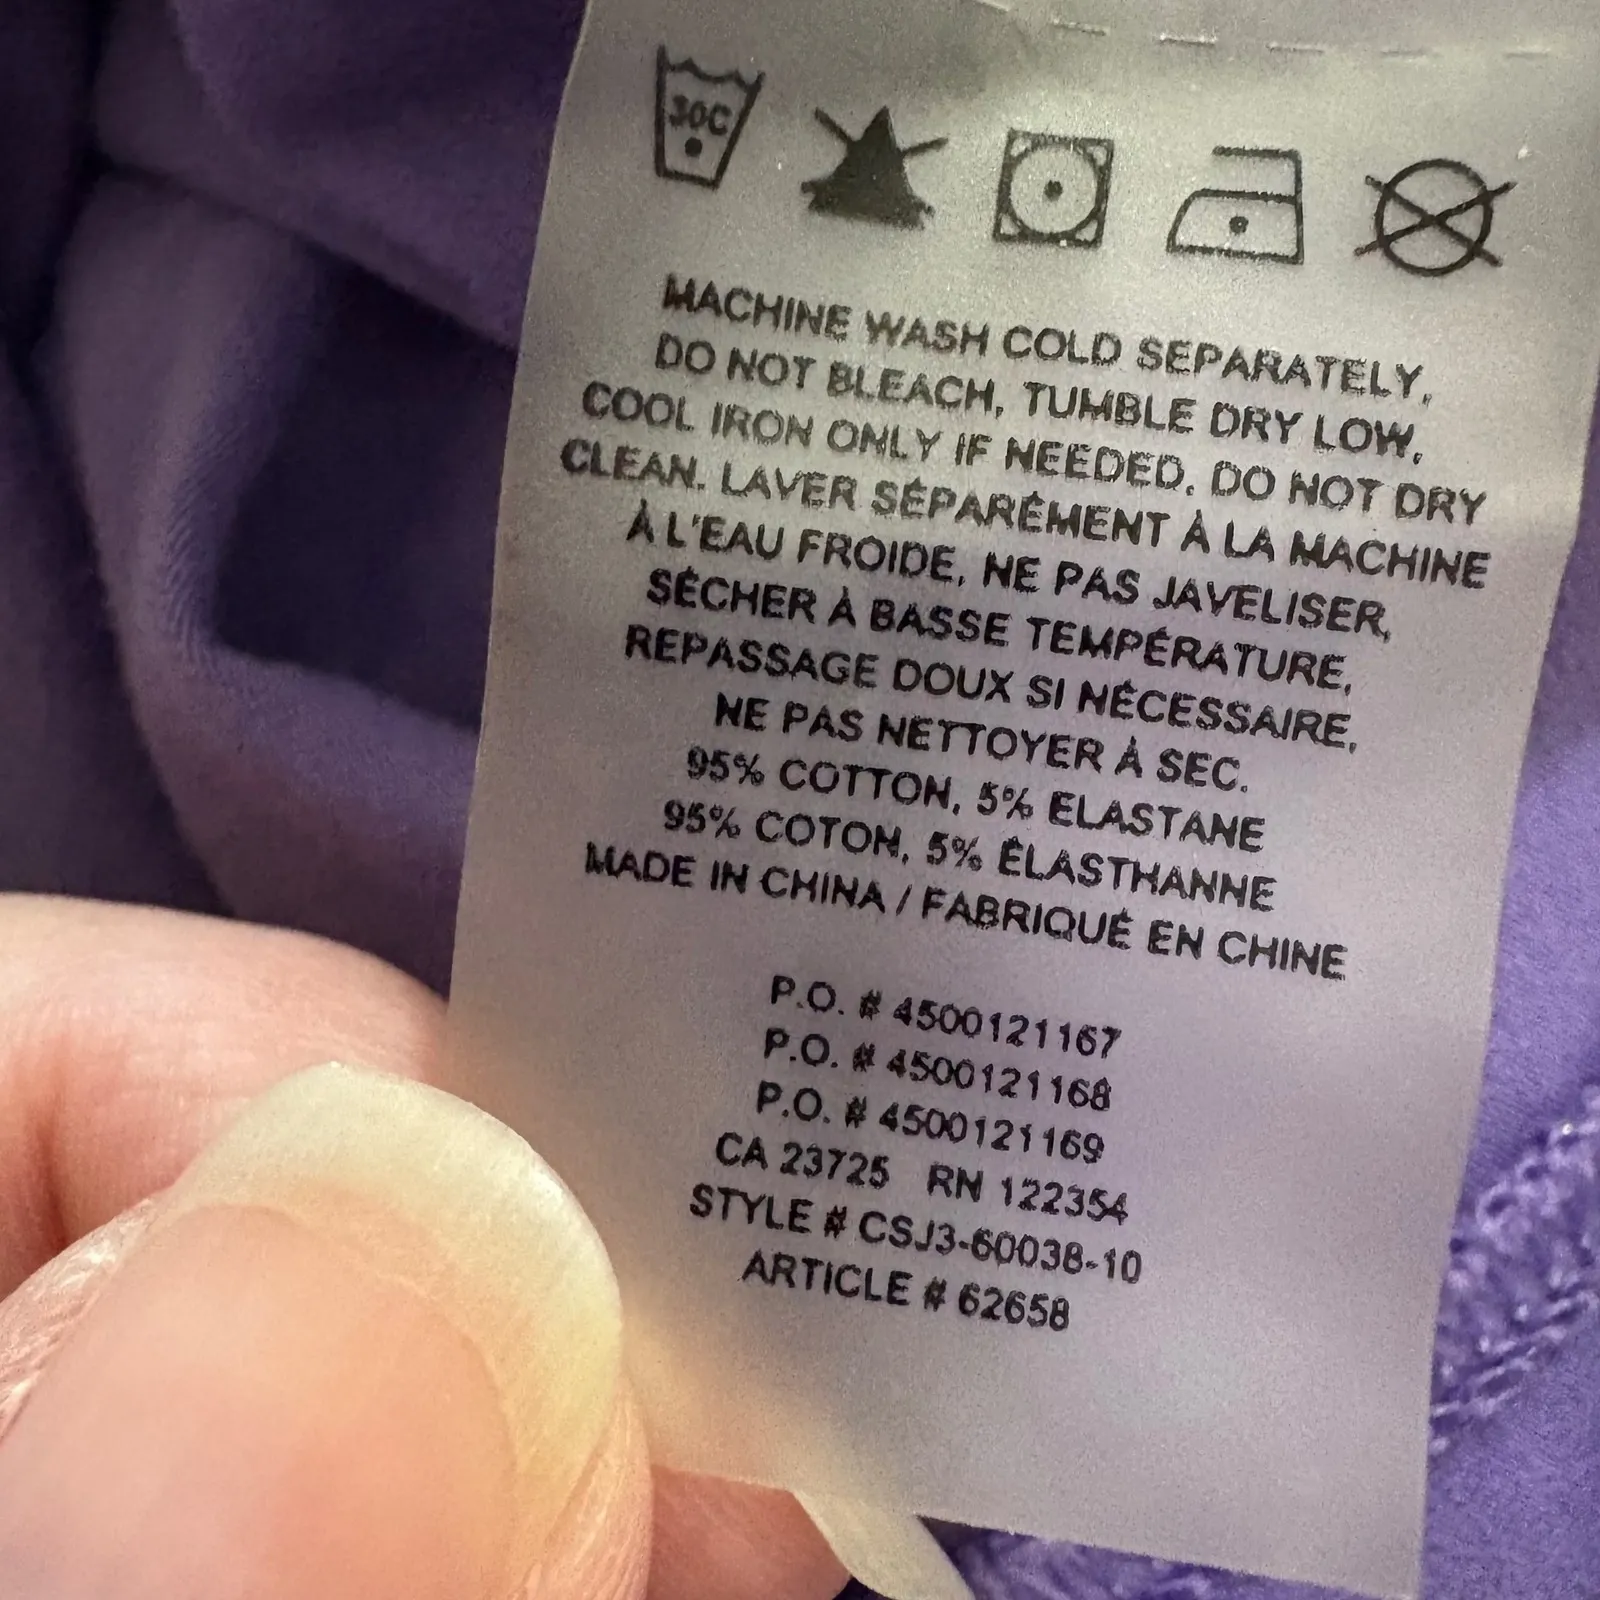 30C
MACHINE WASH COLD SEPARATELY,
DO NOT BLEACH, TUMBLE DRY LOW,
COOL IRON ONLY IF NEEDED, DO NOT DRY
CLEAN. LAVER SÉPARÉMENT À LA MACHINE
À L'EAU FROIDE, NE PAS JAVELISER,
SÉCHER À BASSE TEMPÉRATURE,
REPASSAGE DOUX SI NÉCESSAIRE,
NE PAS NETTOYER À SEC.
95% COTTON, 5% ELASTANE
95% COTON, 5% ÉLASTHANNE
MADE IN CHINA / FABRIQUÉ EN CHINE
P.O. # 4500121167
P.O. # 4500121168
P.O. # 4500121169
CA 23725 RN 122354
STYLE # CSJ3-60038-10
ARTICLE # 62658